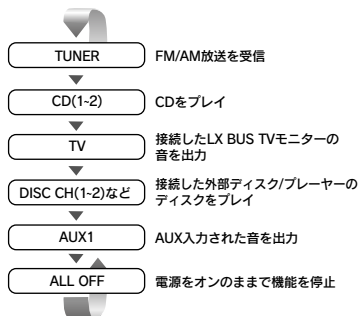 TUNER FM/AM放送を受信
CD(1~2) CDをプレイ
TV 接続したLX BUS TVモニターの
音を出力
DISC CH(1~2)など 接続した外部ディスク/プレーヤーの
ディスクをプレイ
AUX1 AUX入力された音を出力
ALL OFF 電源をオンのままで機能を停止